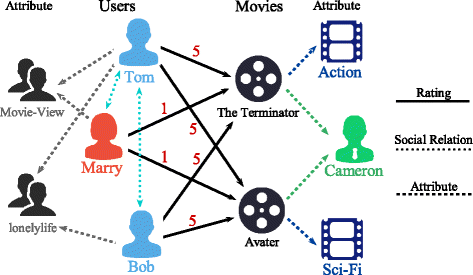 Attribute Users Movies Attribute
5
Tom
Action
Movie-View
1
The Terminator
Rating
5
Marry
Social Relation
1
5
Cameron
Attribute
lonelylife
5
Avater
Bob
Sci-Fi